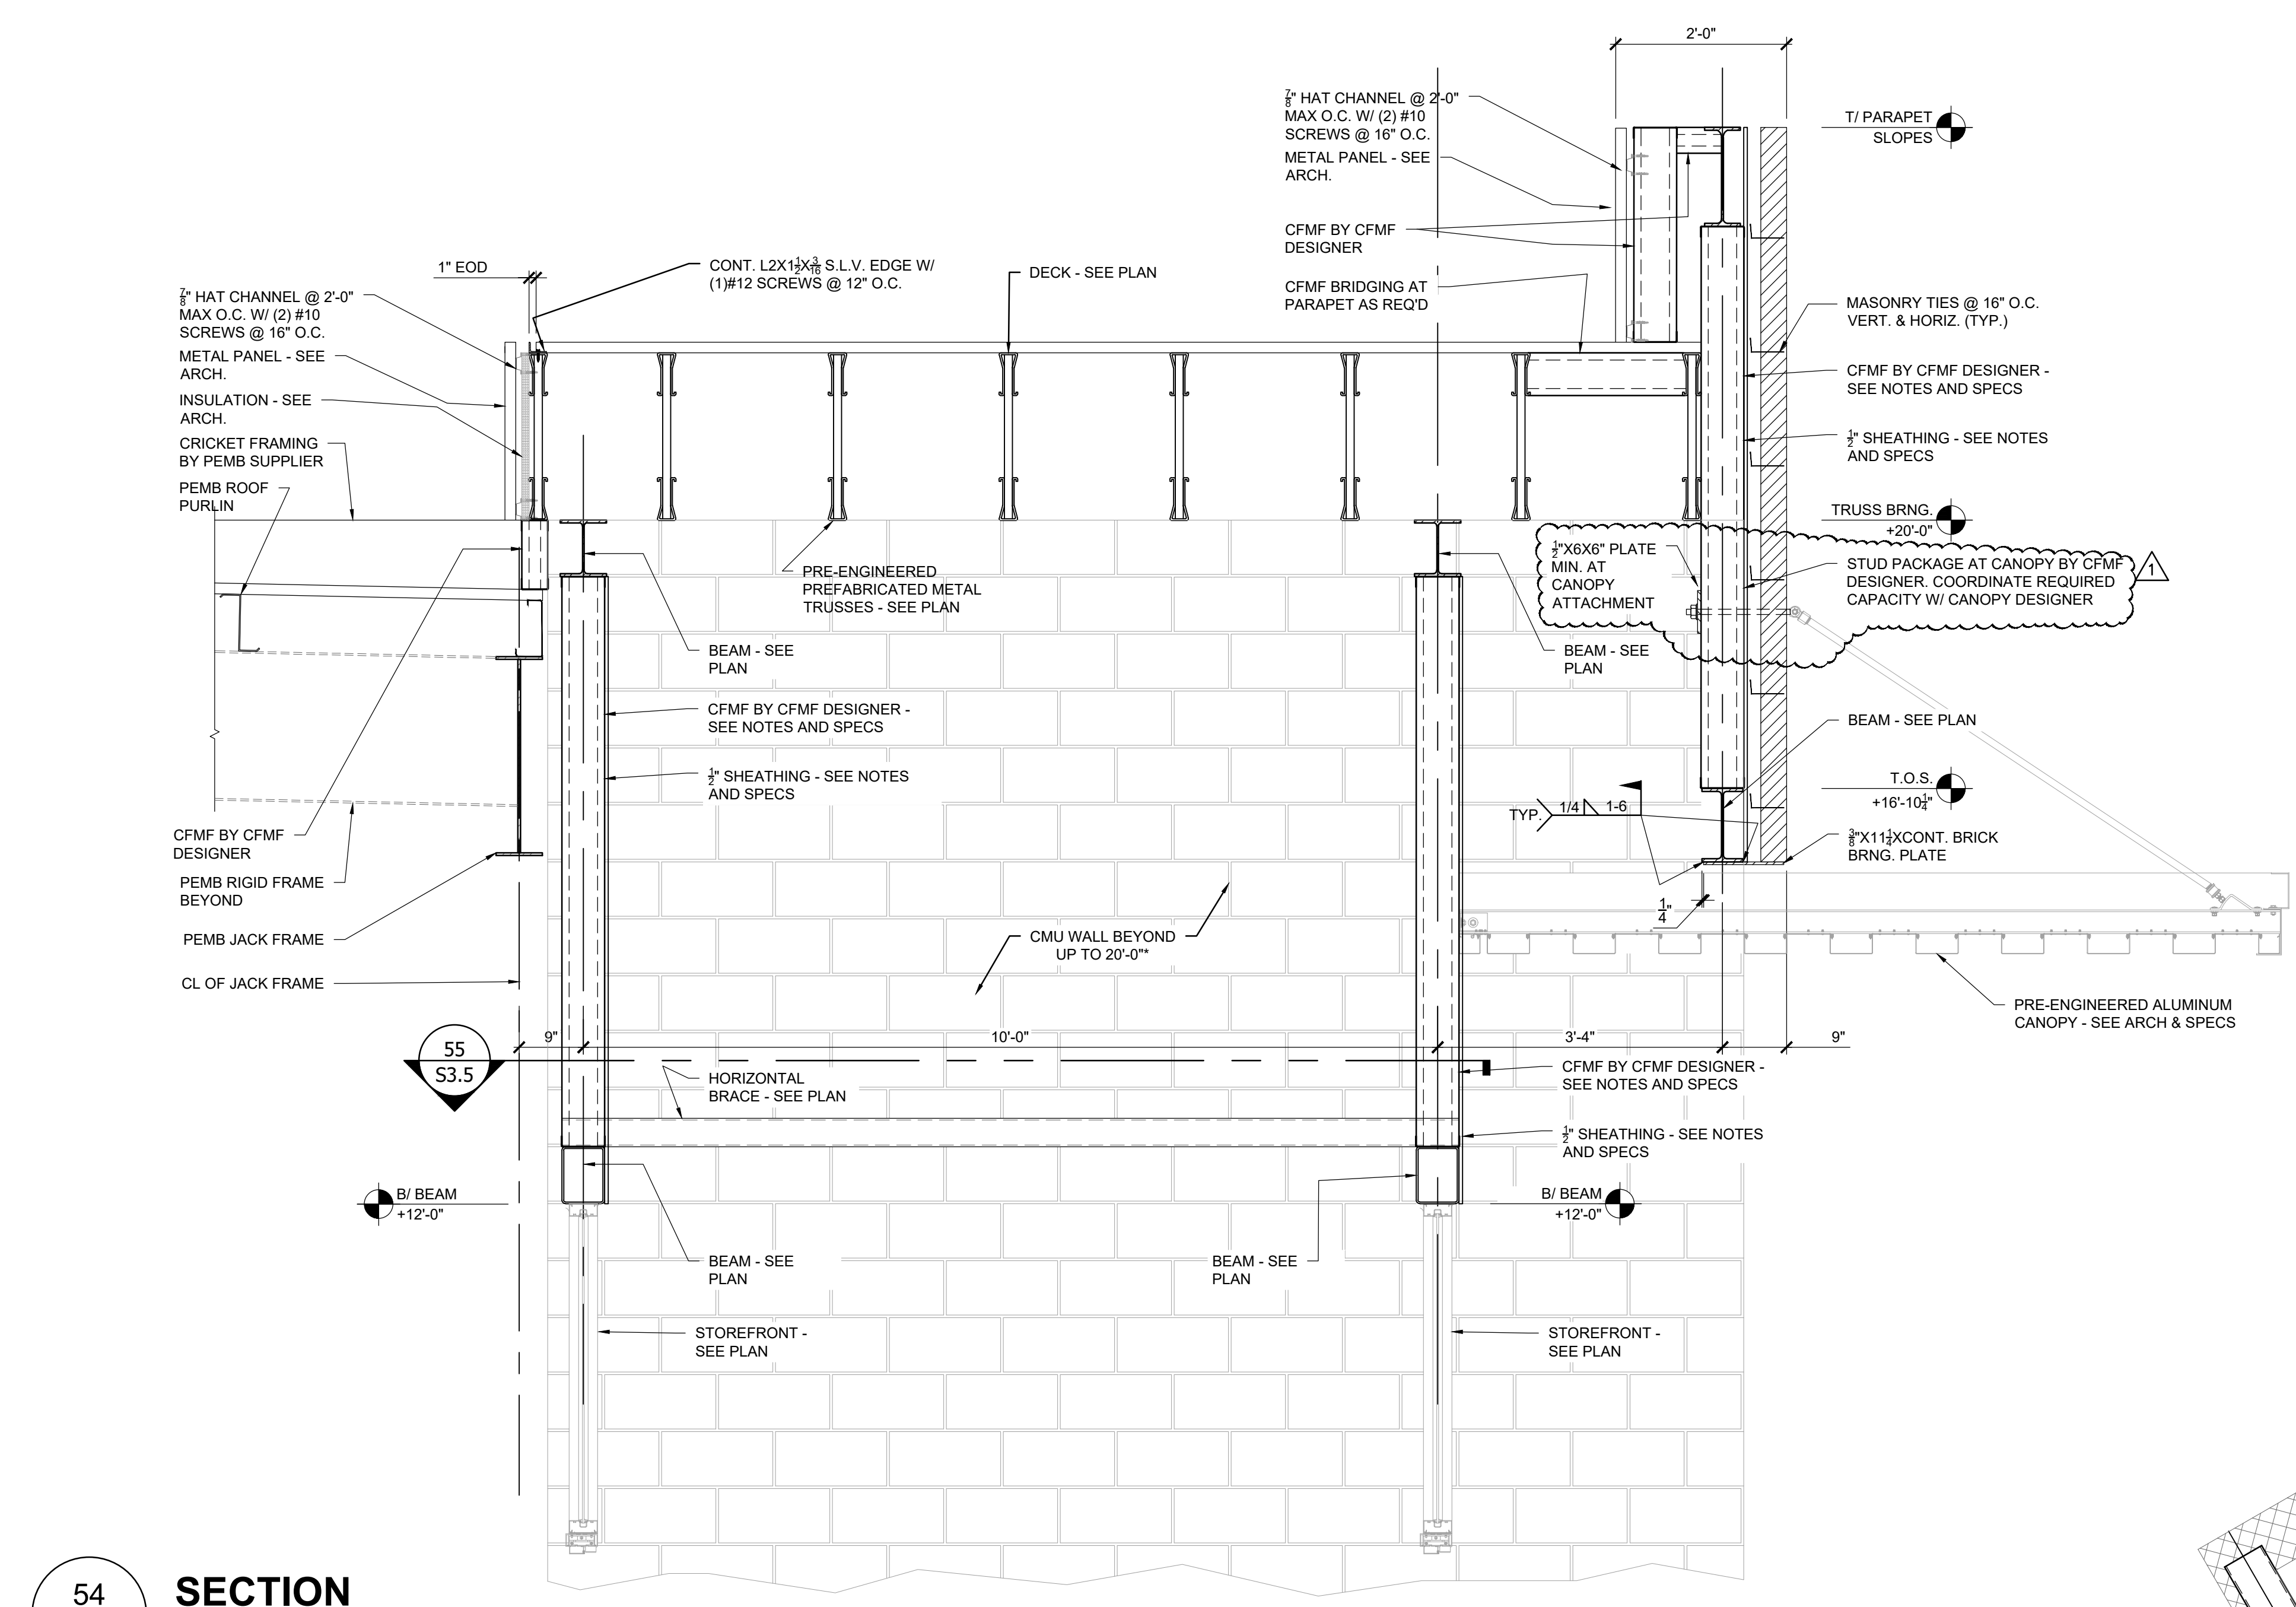 2'-0"
7/8" HAT CHANNEL @ 2'-0"
MAX O.C. W/ (2) #10
SCREWS @ 16" O.C.
METAL PANEL - SEE
ARCH.
CFMF BY CFMF
DESIGNER
CFMF BRIDGING AT
PARAPET AS REQ'D
T/ PARAPET
SLOPES
1" EOD
CONT. L2X1 1/2X 3/16 S.L.V. EDGE W/
(1)#12 SCREWS @ 12" O.C.
DECK - SEE PLAN
7/8" HAT CHANNEL @ 2'-0"
MAX O.C. W/ (2) #10
SCREWS @ 16" O.C.
METAL PANEL - SEE
ARCH.
INSULATION - SEE
ARCH.
CRICKET FRAMING
BY PEMB SUPPLIER
PEMB ROOF
PURLIN
MASONRY TIES @ 16" O.C.
VERT. & HORIZ. (TYP.)
CFMF BY CFMF DESIGNER -
SEE NOTES AND SPECS
1/2" SHEATHING - SEE NOTES
AND SPECS
TRUSS BRNG.
+20'-0"
1/2"X6X6" PLATE
MIN. AT
CANOPY
ATTACHMENT
STUD PACKAGE AT CANOPY BY CFMF
DESIGNER. COORDINATE REQUIRED
CAPACITY W/ CANOPY DESIGNER
1
PRE-ENGINEERED
PREFABRICATED METAL
TRUSSES - SEE PLAN
BEAM - SEE
PLAN
BEAM - SEE
PLAN
CFMF BY CFMF DESIGNER -
SEE NOTES AND SPECS
1/2" SHEATHING - SEE NOTES
AND SPECS
BEAM - SEE PLAN
T.O.S.
+16'-10 1/4"
TYP.
1/4
1-6
3/8"X11 1/4XCONT. BRICK
BRNG. PLATE
1/4"
CFMF BY CFMF
DESIGNER
PEMB RIGID FRAME
BEYOND
PEMB JACK FRAME
CL OF JACK FRAME
CMU WALL BEYOND
UP TO 20'-0"*
PRE-ENGINEERED ALUMINUM
CANOPY - SEE ARCH & SPECS
9"
10'-0"
3'-4"
9"
55
S3.5
HORIZONTAL
BRACE - SEE PLAN
CFMF BY CFMF DESIGNER -
SEE NOTES AND SPECS
1/2" SHEATHING - SEE NOTES
AND SPECS
B/ BEAM
+12'-0"
B/ BEAM
+12'-0"
BEAM - SEE
PLAN
BEAM - SEE
PLAN
STOREFRONT -
SEE PLAN
STOREFRONT -
SEE PLAN
54
SECTION